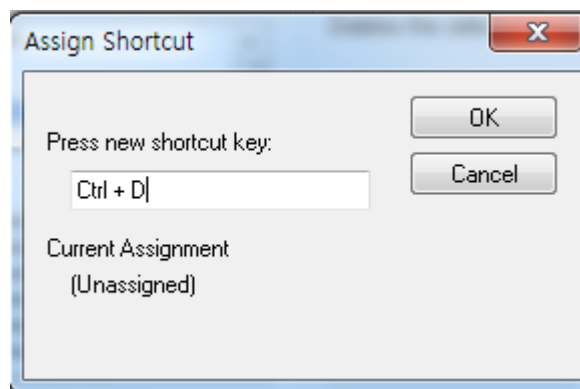 Assign Shortcut
OK
Press new shortcut key:
Cancel
Ctrl + D
Current Assignment
(Unassigned)